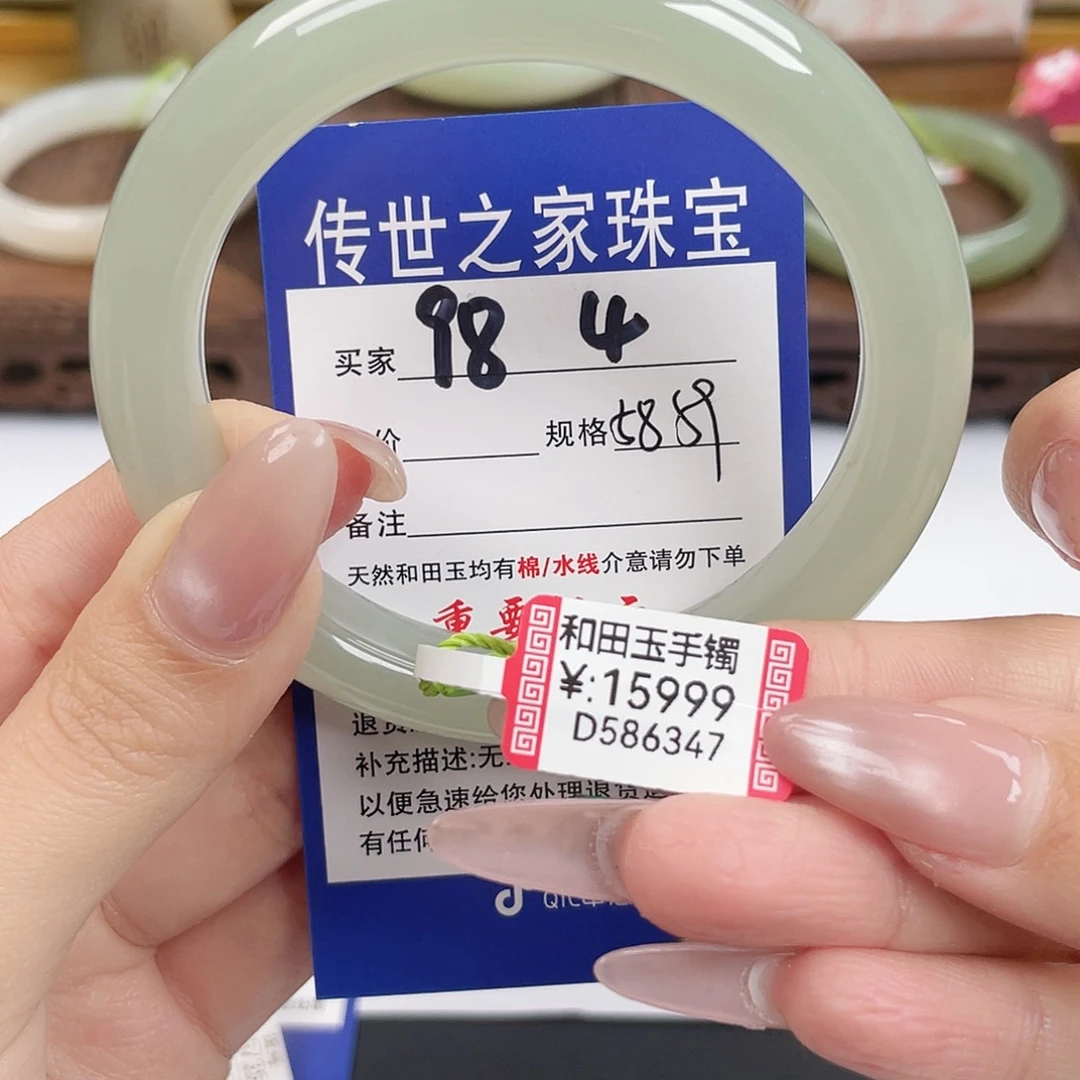 传世之家珠宝
买家 98 4
价 规格 58 59
备注
天然和田玉均有棉/水线介意请勿下单
重要
和田玉手镯
¥:15999
D586347
补充描述:无
以便急速给您处理退货
有任何